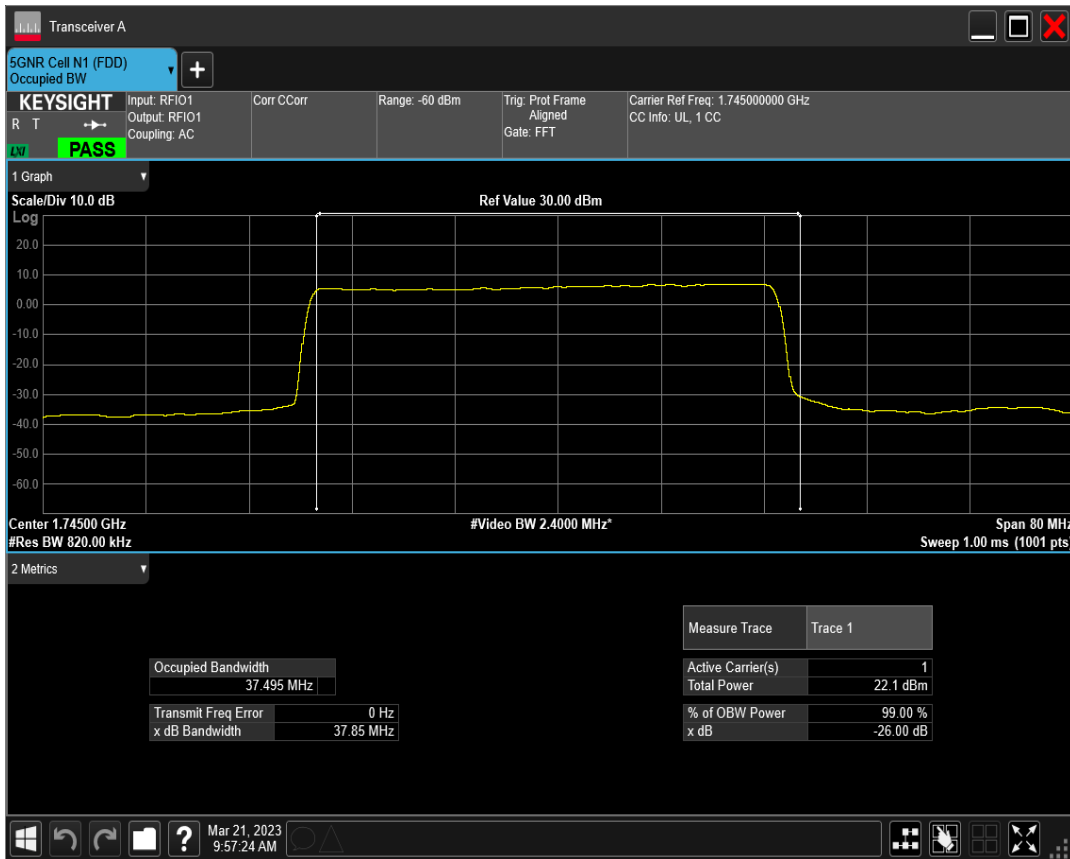 Transceiver A
5GNR Cell N1 (FDD)
Occupied BW
+
KEYSIGHT
R T
LXI
PASS
Input: RFIO1
Output: RFIO1
Coupling: AC
Corr CCorr
Range: -60 dBm
Trig: Prot Frame
Aligned
Gate: FFT
Carrier Ref Freq: 1.745000000 GHz
CC Info: UL, 1 CC
1 Graph
Scale/Div 10.0 dB
Ref Value 30.00 dBm
Log
20.0
10.0
0.00
-10.0
-20.0
-30.0
-40.0
-50.0
-60.0
Center 1.74500 GHz
#Video BW 2.4000 MHz*
Span 80 MHz
#Res BW 820.00 kHz
Sweep 1.00 ms (1001 pts)
2 Metrics
Measure Trace Trace 1
Occupied Bandwidth
37.495 MHz
Active Carrier(s) 1
Total Power 22.1 dBm
Transmit Freq Error 0 Hz
x dB Bandwidth 37.85 MHz
% of OBW Power 99.00 %
x dB -26.00 dB
?
Mar 21, 2023
9:57:24 AM